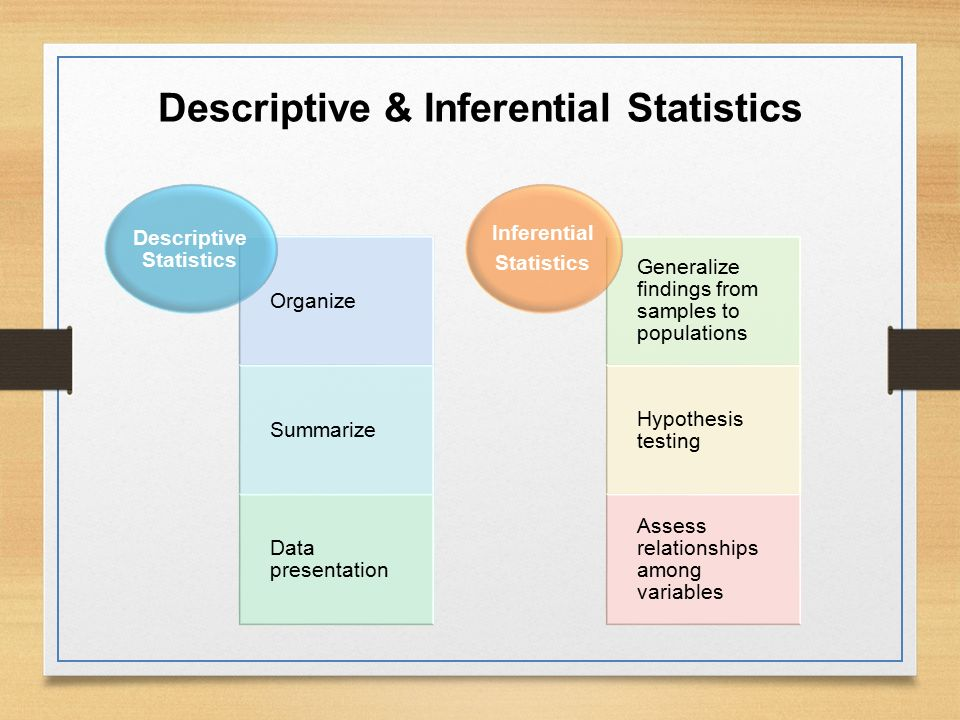 Descriptive & Inferential Statistics
Descriptive
Statistics
Organize
Summarize
Data
presentation
Inferential
Statistics
Generalize
findings from
samples to
populations
Hypothesis
testing
Assess
relationships
among
variables